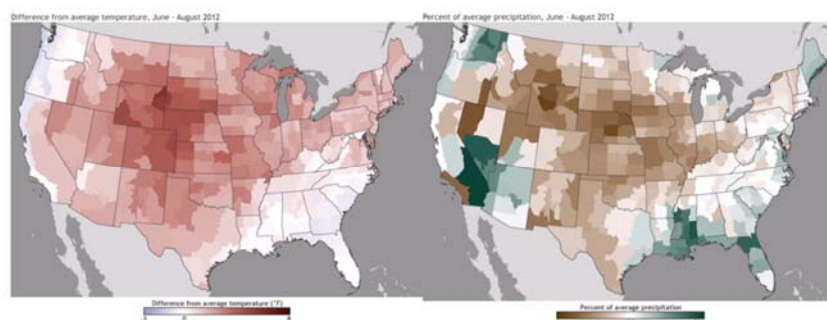 Difference from average temperature, June - August 2012
Percent of average precipitation, June - August 2012
Difference from average temperature (°F)
0
Percent of average precipitation